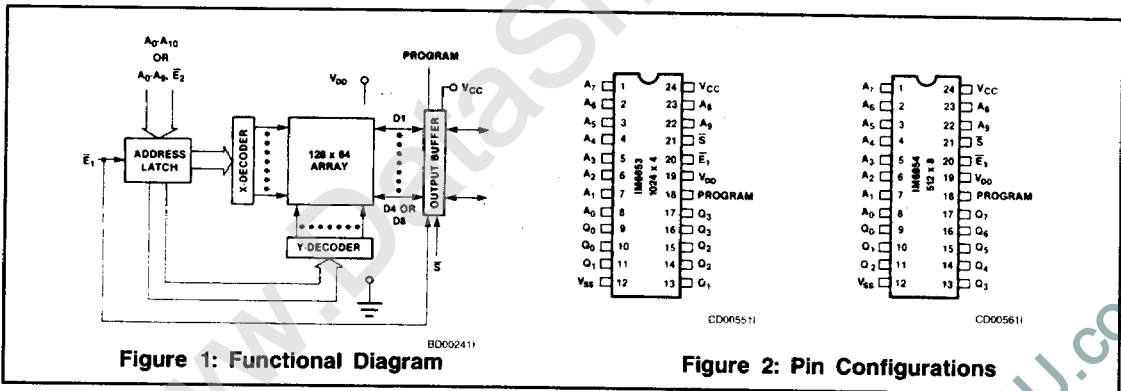 A0-A10
OR
A0-A9, E̅2
PROGRAM
VDD
VCC
E̅1
ADDRESS
LATCH
X-DECODER
128 x 64
ARRAY
D1
D4 OR
D8
OUTPUT BUFFER
Y-DECODER
S̅
BD00241I
Figure 1: Functional Diagram
IM6653
1024 x 4
A7 1 24 VCC
A6 2 23 A8
A5 3 22 A9
A4 4 21 S̅
A3 5 20 E̅1
A2 6 19 VDD
A1 7 18 PROGRAM
A0 8 17 Q3
Q0 9 16 Q3
Q0 10 15 Q2
Q1 11 14 Q2
VSS 12 13 Q1
CD00551I
IM6654
512 x 8
A7 1 24 VCC
A6 2 23 A8
A5 3 22 A9
A4 4 21 S̅
A3 5 20 E̅1
A2 6 19 VDD
A1 7 18 PROGRAM
A0 8 17 Q7
Q0 9 16 Q6
Q1 10 15 Q5
Q2 11 14 Q4
VSS 12 13 Q3
CD00561I
Figure 2: Pin Configurations